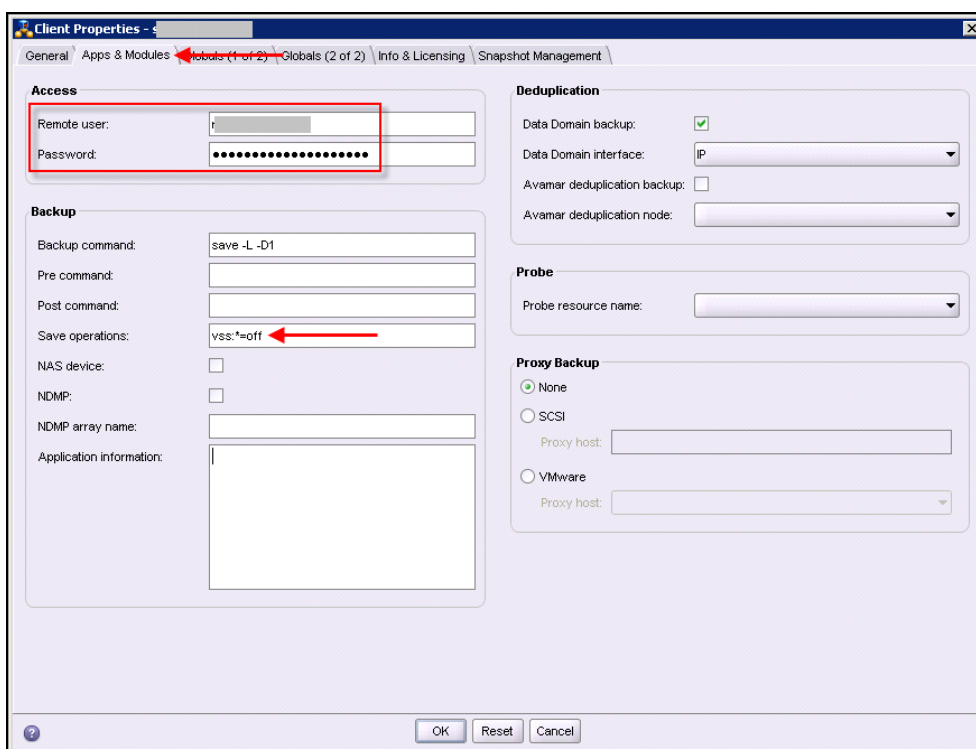 Client Properties - s
General
Apps & Modules
Globals (2 of 2)
Info & Licensing
Snapshot Management
Access
Remote user: r
Password: ••••••••••••••••••••
Backup
Backup command: save -L -D1
Pre command:
Post command:
Save operations: vss:*=off
NAS device:
NDMP:
NDMP array name:
Application information:
Deduplication
Data Domain backup:
Data Domain interface: IP
Avamar deduplication backup:
Avamar deduplication node:
Probe
Probe resource name:
Proxy Backup
None
SCSI
Proxy host:
VMware
Proxy host:
OK
Reset
Cancel